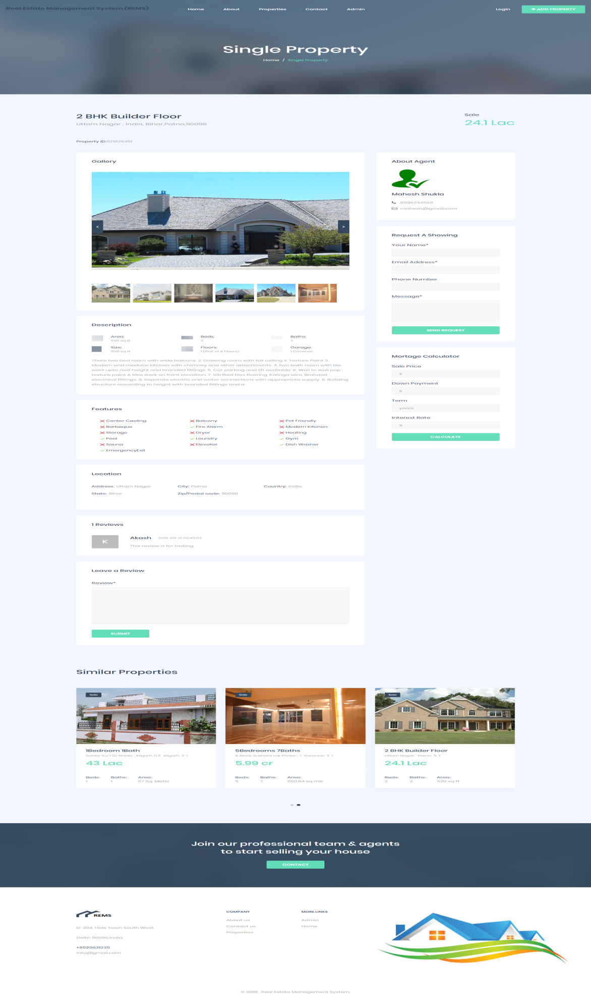 Real Estate Management System (REMS)
Home About Properties Contact Admin Login ADD PROPERTY
Single Property
Home / Single Property
2 BHK Builder Floor
Uttam Nagar , India, Bihar,Patna,110096
Sale
24.1 Lac
Property ID:629126491
Gallery
< >
Description
Area: Beds: Baths:
520 sq ft 2 2
Size: Floors: Garage:
500 sq ft 1 (Out of 4 Floors) 1 Covered
There two bed room with wide balcony. 2. Drawing room with fall ceiling & Texture Paint 3.
Modern and modular kitchen with chimney and other attachments. 4. two bath room with tile
work upto roof height and branded fittings. 5. Car parking and lift available. 6. Wall to wall pop ,
texture paint & tiles work on front elevation. 7. Vitrified tiles flooring, Kalinga wire, Branded
electrical fittings. 8. Separate electric and water connections with appropriate supply. 9. Building
structure according to height with branded fittings and a
Features
Center Cooling Balcony Pet Friendly
Barbeque Fire Alarm Modern Kitchen
Storage Dryer Heating
Pool Laundry Gym
Sauna Elevator Dish Washer
EmergencyExit
Location
Address: Uttam Nagar City: Patna Country: India
State: Bihar Zip/Postal code: 110096
1 Reviews
K
Akash 2019-09-21 00:45:03
This review is for testing.
Leave a Review
Review*
SUBMIT
About Agent
Mahesh Shukla
8596234569
mahesh@gmail.com
Request A Showing
Your Name*
Email Address*
Phone Number
Message*
SEND REQUEST
Mortage Calculator
Sale Price
$
Down Payment
$
Term
years
Interest Rate
%
CALCULATE
Similar Properties
Sale
1Bedroom 1Bath
Sector Xu-I Gr Noida, , Aligarh, U P Aligarh 2 1
43 Lac
Beds: Baths: Area:
1 1 67 Sq. Meter
Sale
5Bedrooms 7Baths
A Block, Sushant Lok Phase - 1 Varanasi 2 1
5.99 cr
Beds: Baths: Area:
5 7 250.84 sq mtr
Sale
2 BHK Builder Floor
Uttam Nagar Patna 5 1
24.1 Lac
Beds: Baths: Area:
2 2 520 sq ft
Join our professional team & agents
to start selling your house
CONTACT
REMS
D-204, Hole Town South West,
Delhi-110096,India
+8529631235
info@gmail.com
COMPANY
About us
Contact us
Properties
MORE LINKS
Admin
Home
© 2019 , Real Estate Management System.